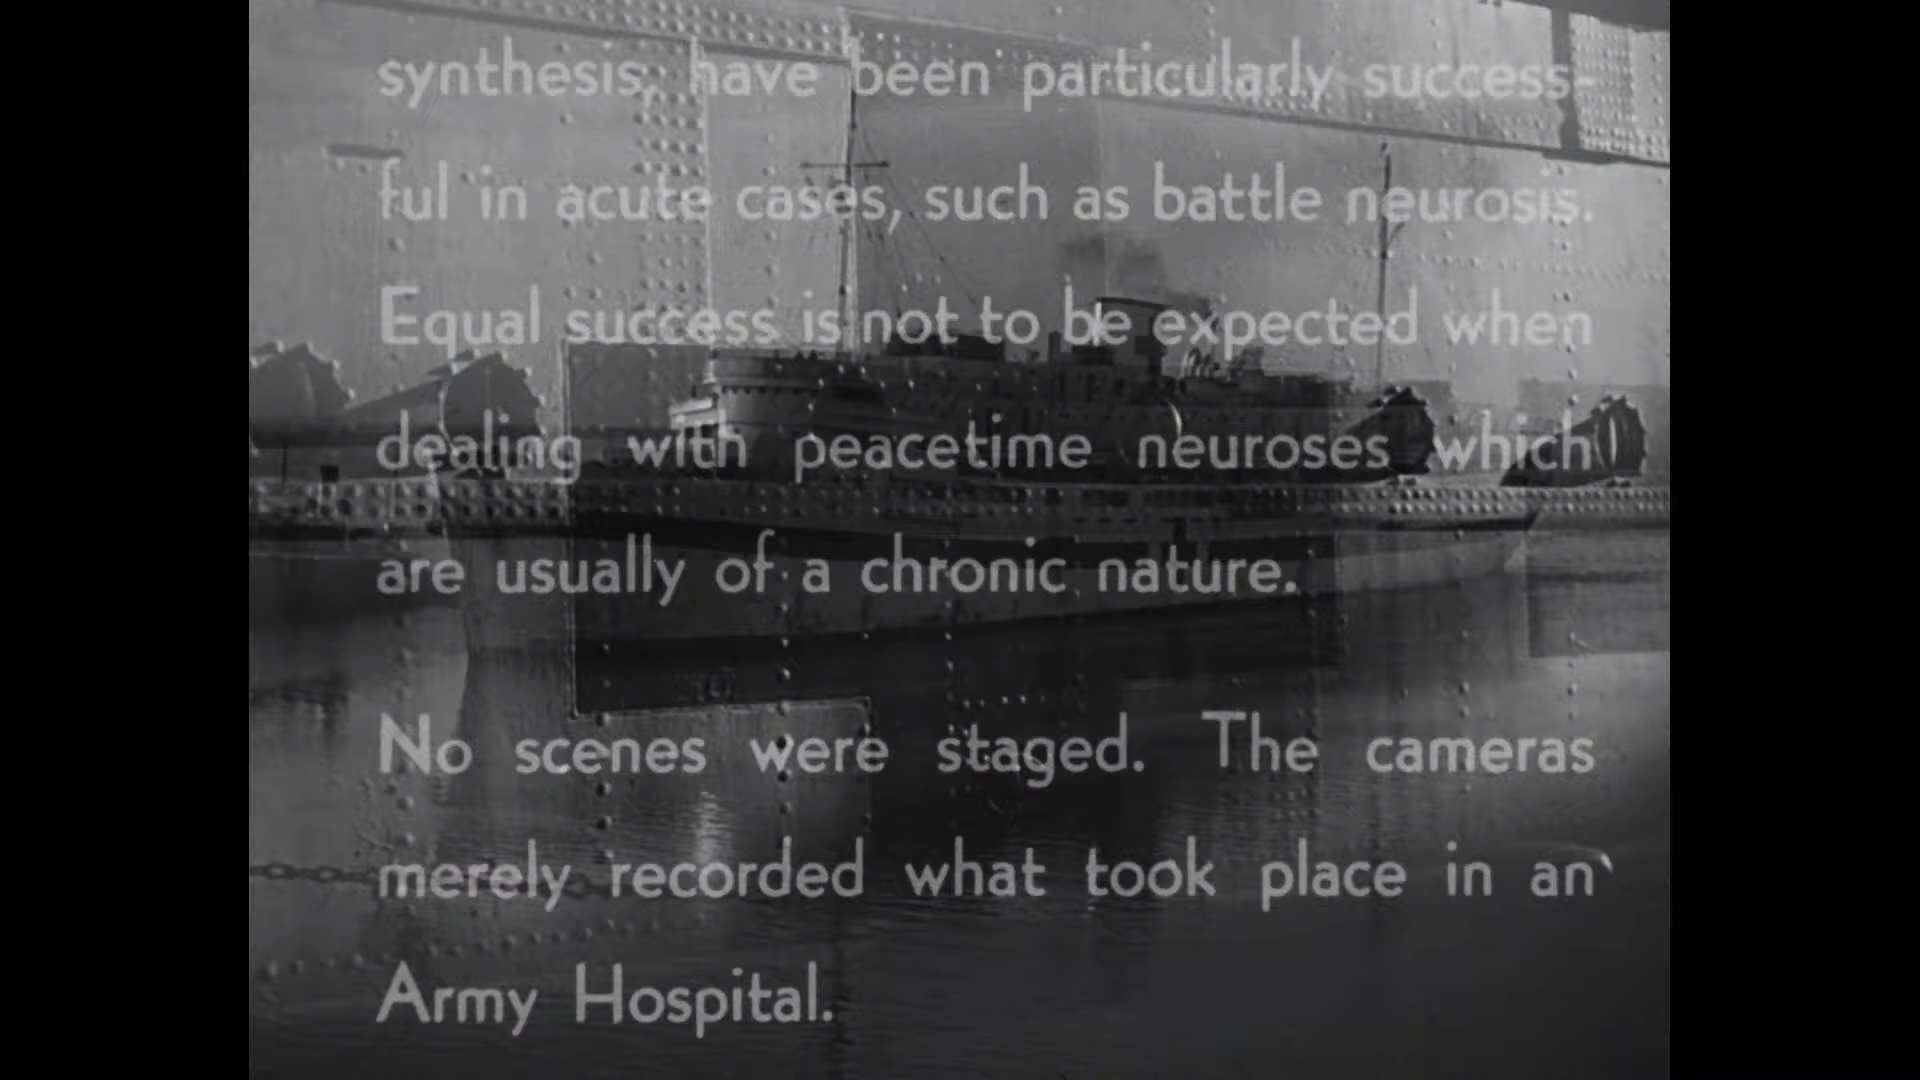 synthesis, have been particularly success-
ful in acute cases, such as battle neurosis.
Equal success is not to be expected when
dealing with peacetime neuroses which
are usually of a chronic nature.
No scenes were staged. The cameras
merely recorded what took place in an
Army Hospital.